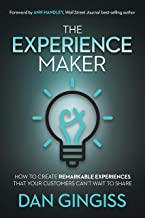 Foreword by ANN HANDLEY, Wall Street Journal best-selling author
THE
EXPERIENCE
MAKER
HOW TO CREATE REMARKABLE EXPERIENCES
THAT YOUR CUSTOMERS CAN'T WAIT TO SHARE
DAN GINGISS